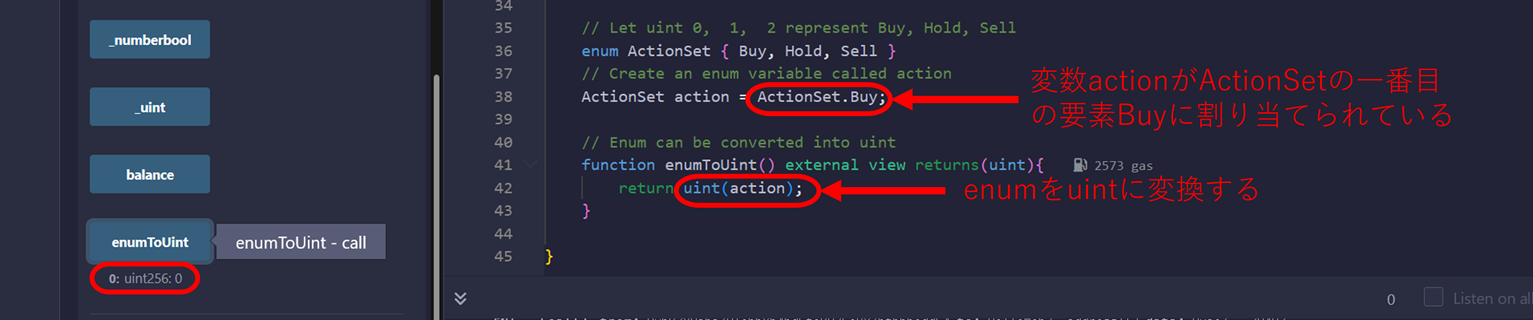 _numberbool
_uint
balance
enumToUint
enumToUint - call
0: uint256: 0
34
35 // Let uint 0,  1,  2 represent Buy, Hold, Sell
36 enum ActionSet { Buy, Hold, Sell }
37 // Create an enum variable called action
38 ActionSet action = ActionSet.Buy;
39
40 // Enum can be converted into uint
41 function enumToUint() external view returns(uint){ 2573 gas
42 return uint(action);
43 }
44
45 }
変数actionがActionSetの一番目
の要素Buyに割り当てられている
enumをuintに変換する
0
Listen on all